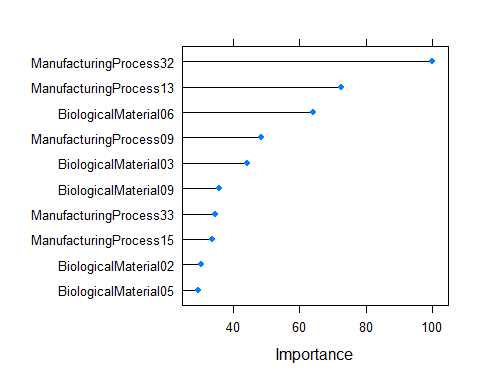 ManufacturingProcess32
ManufacturingProcess13
BiologicalMaterial06
ManufacturingProcess09
BiologicalMaterial03
BiologicalMaterial09
ManufacturingProcess33
ManufacturingProcess15
BiologicalMaterial02
BiologicalMaterial05
40 60 80 100
Importance